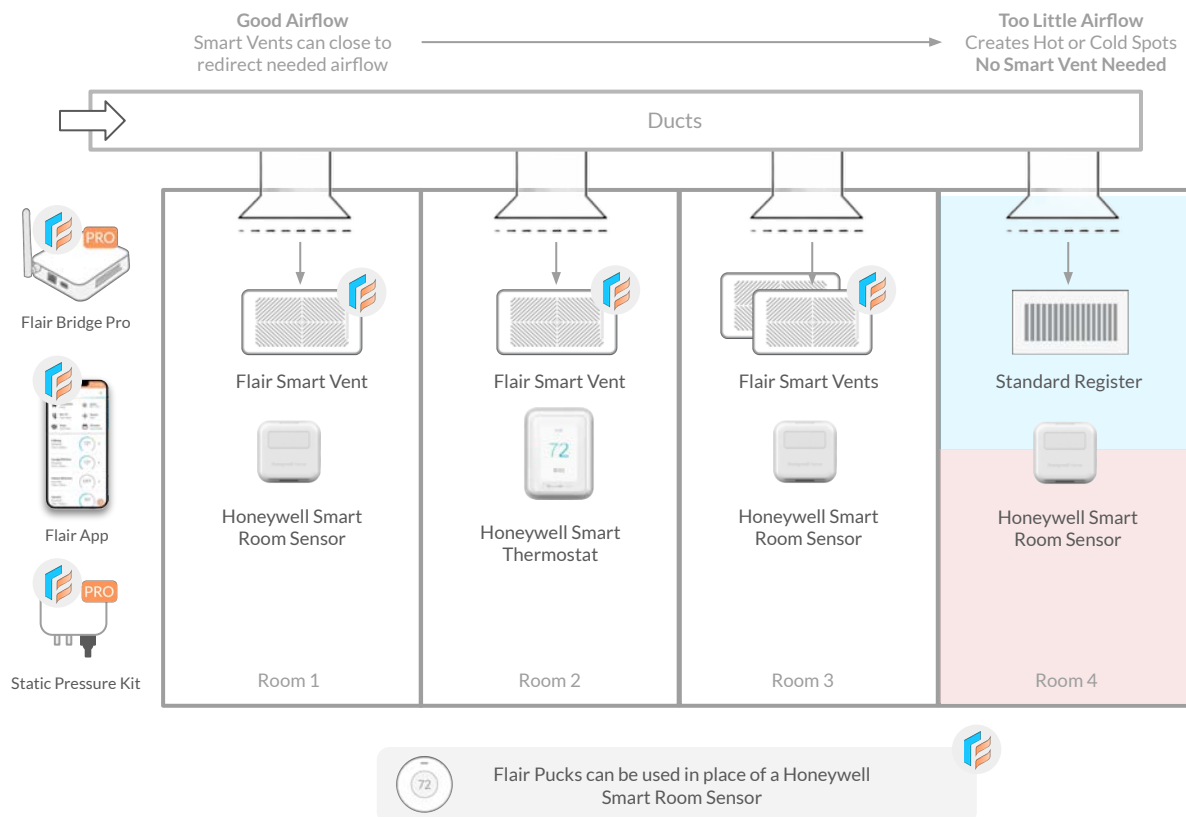 Good Airflow
Smart Vents can close to
redirect needed airflow
Too Little Airflow
Creates Hot or Cold Spots
No Smart Vent Needed
Ducts
PRO
Flair Bridge Pro
Flair App
PRO
Static Pressure Kit
Flair Smart Vent
Flair Smart Vent
Flair Smart Vents
Standard Register
72
Honeywell Smart
Room Sensor
Honeywell Smart
Thermostat
Honeywell Smart
Room Sensor
Honeywell Smart
Room Sensor
Room 1
Room 2
Room 3
Room 4
72
Flair Pucks can be used in place of a Honeywell
Smart Room Sensor